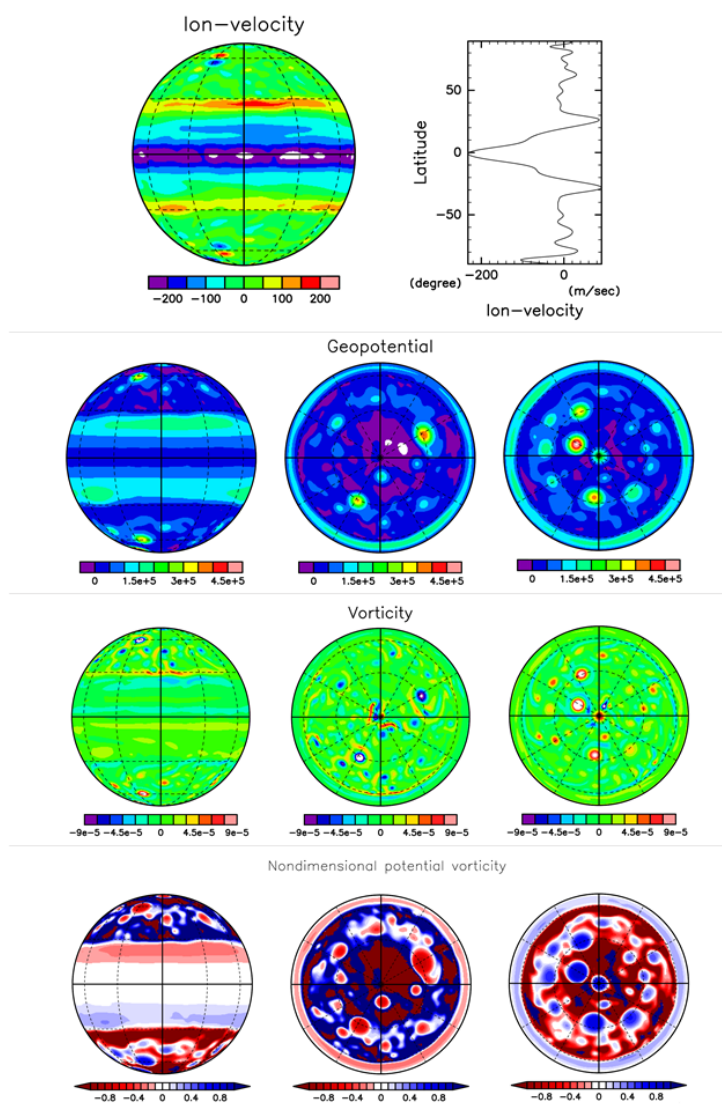 Ion-velocity
50
0
-50
Latitude
-200 -100 0 100 200
-200 0
(degree) (m/sec)
Ion-velocity
Geopotential
0 1.5e+5 3e+5 4.5e+5
0 1.5e+5 3e+5 4.5e+5
0 1.5e+5 3e+5 4.5e+5
Vorticity
-9e-5 -4.5e-5 0 4.5e-5 9e-5
-9e-5 -4.5e-5 0 4.5e-5 9e-5
-9e-5 -4.5e-5 0 4.5e-5 9e-5
Nondimensional potential vorticity
-0.8 -0.4 0 0.4 0.8
-0.8 -0.4 0 0.4 0.8
-0.8 -0.4 0 0.4 0.8